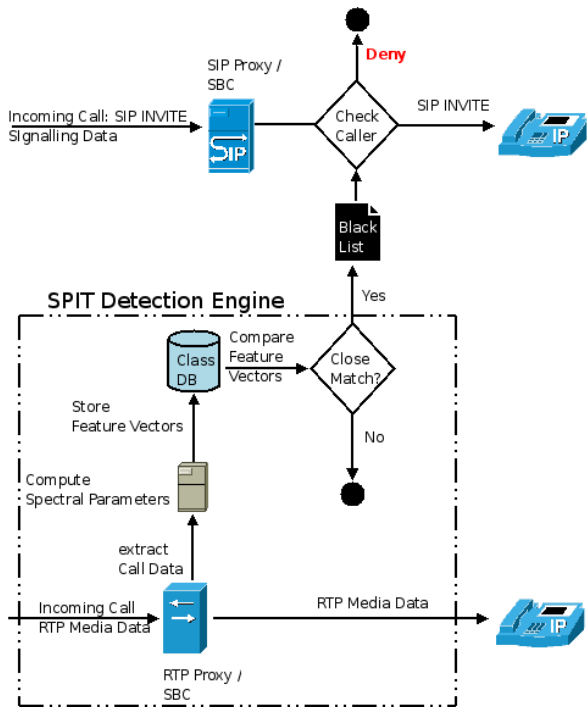 Deny
SIP Proxy /
SBC
Incoming Call: SIP INVITE
SIgnalling Data
SIP
Check
Caller
SIP INVITE
IP
Black
List
SPIT Detection Engine
Yes
Class
DB
Compare
Feature
Vectors
Close
Match?
Store
Feature Vectors
No
Compute
Spectral Parameters
extract
Call Data
Incoming Call
RTP Media Data
RTP Media Data
IP
RTP Proxy /
SBC